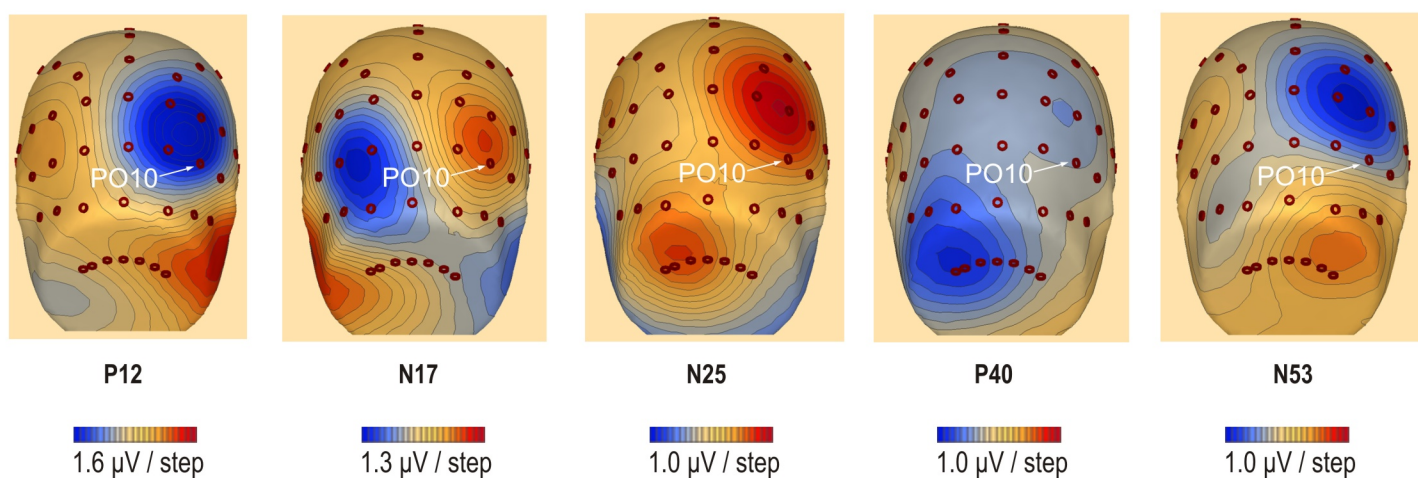 PO10
PO10
PO10
PO10
PO10
P12
N17
N25
P40
N53
1.6 µV / step
1.3 µV / step
1.0 µV / step
1.0 µV / step
1.0 µV / step